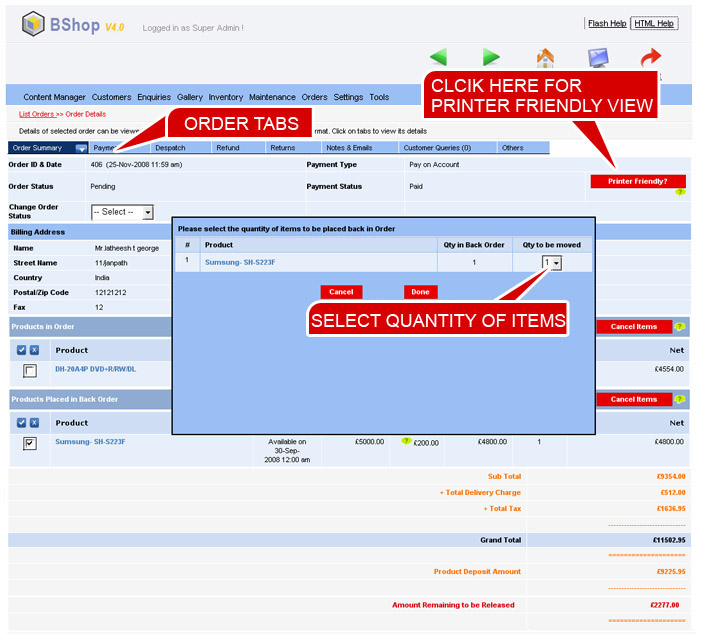 BShop V4.0
Logged in as Super Admin !
Flash Help
HTML Help
CLCIK HERE FOR
PRINTER FRIENDLY VIEW
Content Manager Customers Enquiries Gallery Inventory Maintenance Orders Settings Tools
List Orders >> Order Details
ORDER TABS
Details of selected order can be viewe rmat. Click on tabs to view its details
Order Summary Payme Despatch Refund Returns Notes & Emails Customer Queries (0) Others
Order ID & Date 406 (25-Nov-2008 11:59 am) Payment Type Pay on Account
Printer Friendly?
Order Status Pending Payment Status Paid
Change Order
Status
-- Select --
Billing Address
Name Mr.latheesh t george
Street Name 11/janpath
Country India
Postal/Zip Code 12121212
Fax 12
Please select the quantity of items to be placed back in Order
# Product Qty in Back Order Qty to be moved
1 Sumsung- SH-S223F 1 1
Cancel Done
SELECT QUANTITY OF ITEMS
Products in Order Cancel Items ?
Product Net
DH-20A4P DVD+R/RW/DL £4554.00
Products Placed in Back Order Cancel Items ?
Product Net
Sumsung- SH-S223F Available on
30-Sep-
2008 12:00 am £5000.00 ? £200.00 £4800.00 1 £4800.00
Sub Total £9354.00
+ Total Delivery Charge £512.00
+ Total Tax £1636.95
Grand Total £11502.95
Product Deposit Amount £9225.95
Amount Remaining to be Released £2277.00